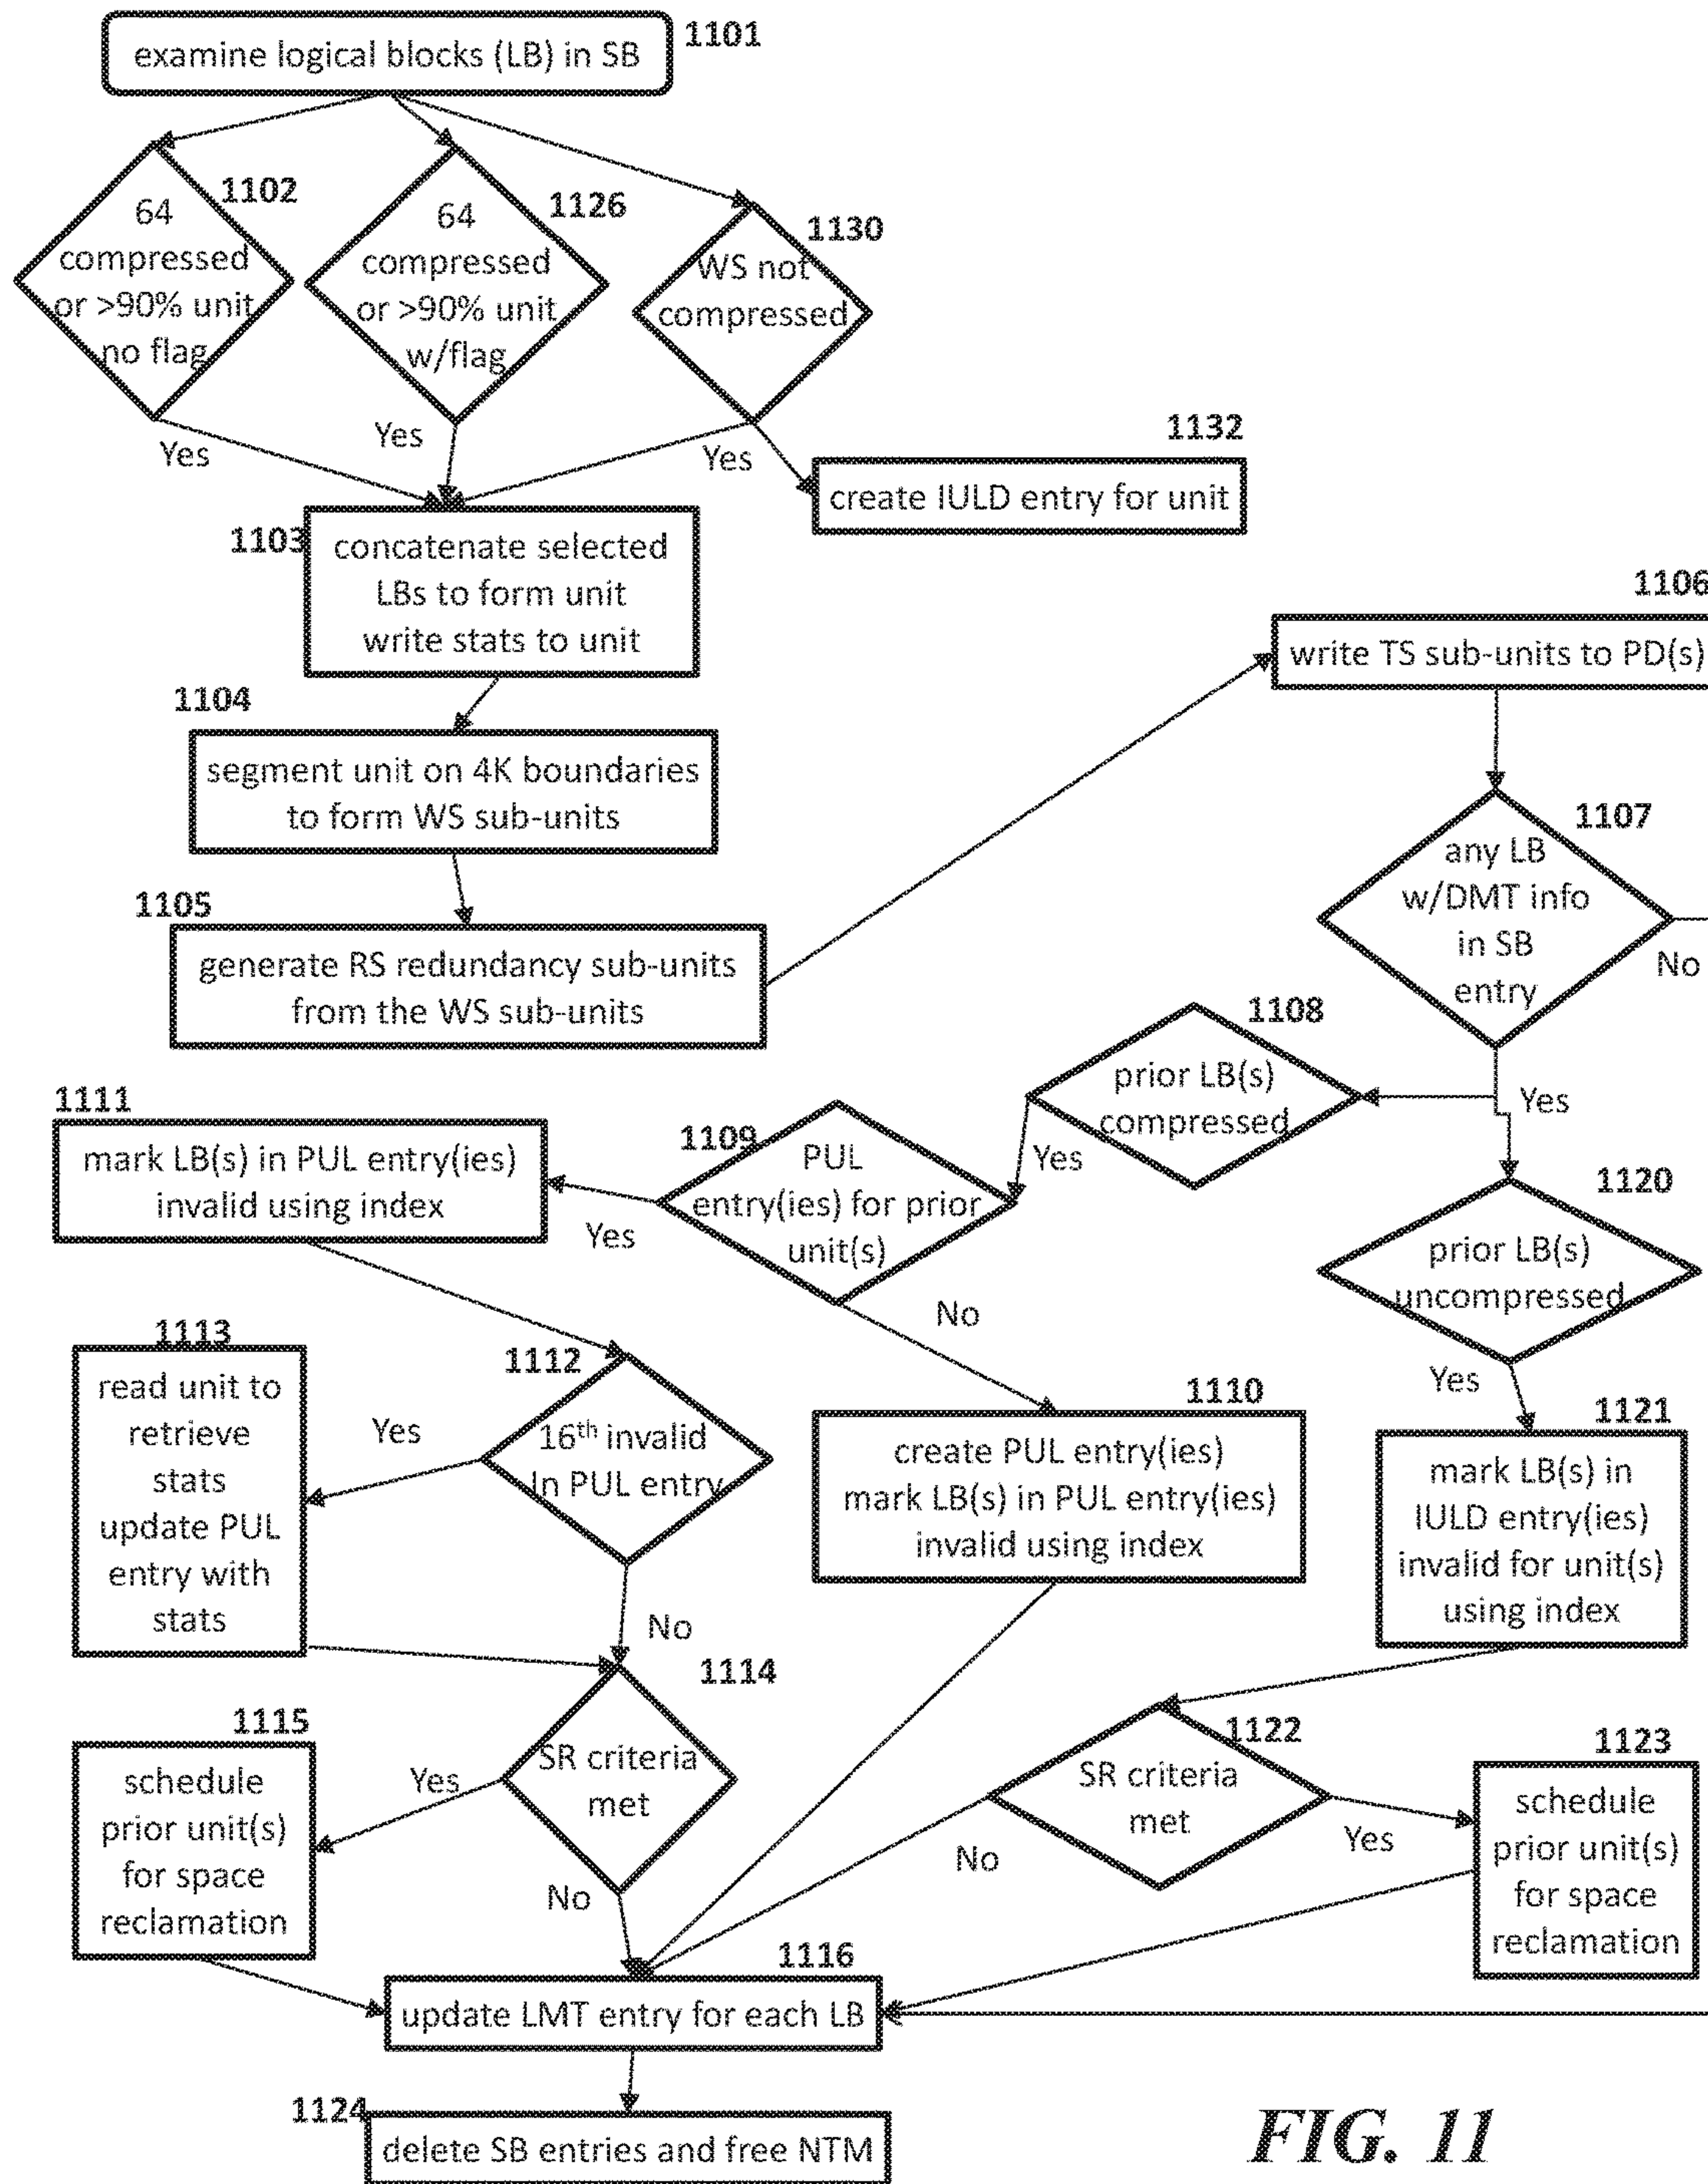 examine logical blocks (LB) in SB
1101
64
compressed
or >90% unit
no flag
1102
64
compressed
or >90% unit
w/flag
1126
WS not
compressed
1130
Yes
Yes
Yes
1132
create IULD entry for unit
1103
concatenate selected
LBs to form unit
write stats to unit
1106
write TS sub-units to PD(s)
1104
segment unit on 4K boundaries
to form WS sub-units
1107
any LB
w/DMT info
in SB
entry
No
Yes
1105
generate RS redundancy sub-units
from the WS sub-units
1108
prior LB(s)
compressed
Yes
1111
mark LB(s) in PUL entry(ies)
invalid using index
1109
PUL
entry(ies) for prior
unit(s)
Yes
No
1120
prior LB(s)
uncompressed
Yes
1113
read unit to
retrieve
stats
update PUL
entry with
stats
1112
16th invalid
In PUL entry
Yes
No
1110
create PUL entry(ies)
mark LB(s) in PUL entry(ies)
invalid using index
1121
mark LB(s) in
IULD entry(ies)
invalid for unit(s)
using index
1114
SR criteria
met
Yes
No
1115
schedule
prior unit(s)
for space
reclamation
1122
SR criteria
met
No
Yes
1123
schedule
prior unit(s)
for space
reclamation
1116
update LMT entry for each LB
1124
delete SB entries and free NTM
FIG. 11